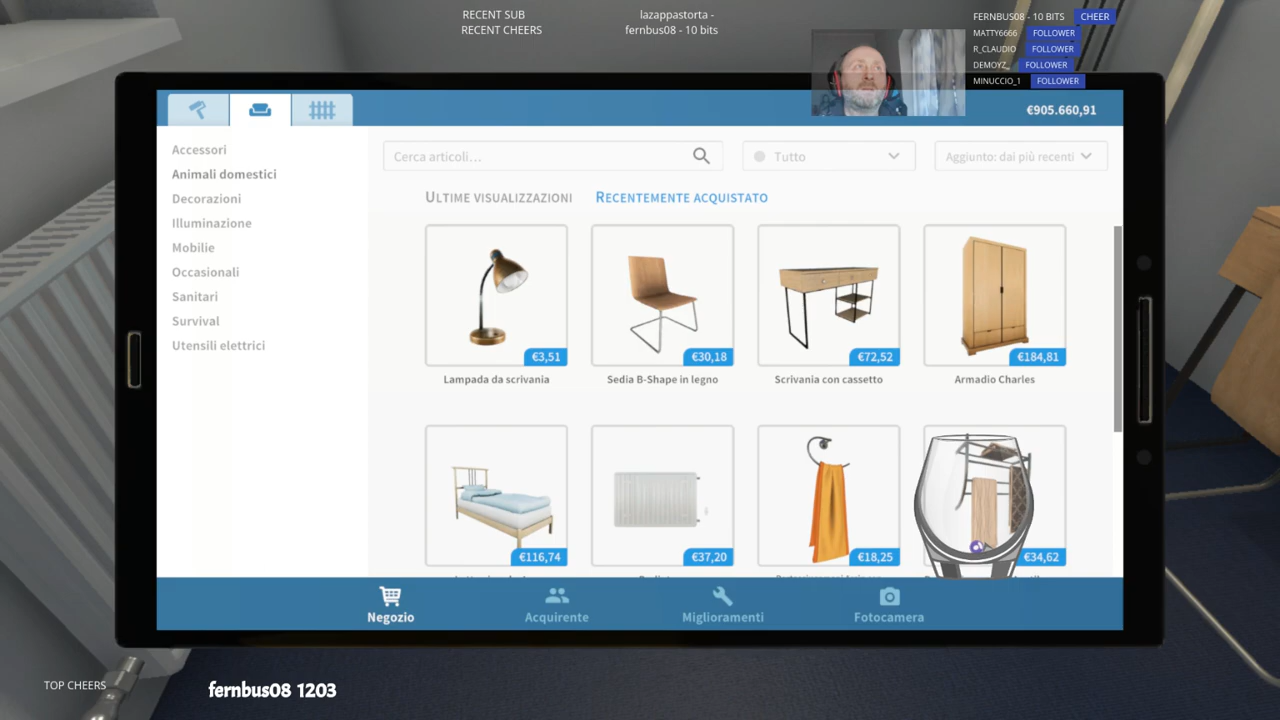 RECENT SUB
lazappastorta -
RECENT CHEERS
fernbus08 - 10 bits
FERNBUS08 - 10 BITS CHEER
MATTY6666 FOLLOWER
R_CLAUDIO FOLLOWER
DEMOYZ_ FOLLOWER
MINUCCIO_1 FOLLOWER
€905.660,91
Accessori
Animali domestici
Decorazioni
Illuminazione
Mobilie
Occasionali
Sanitari
Survival
Utensili elettrici
Cerca articoli...
Tutto
Aggiunto: dai più recenti
ULTIME VISUALIZZAZIONI
RECENTEMENTE ACQUISTATO
€3,51
€30,18
€72,52
€184,81
Lampada da scrivania
Sedia B-Shape in legno
Scrivania con cassetto
Armadio Charles
€116,74
€37,20
€18,25
€34,62
Negozio
Acquirente
Miglioramenti
Fotocamera
TOP CHEERS
fernbus08 1203